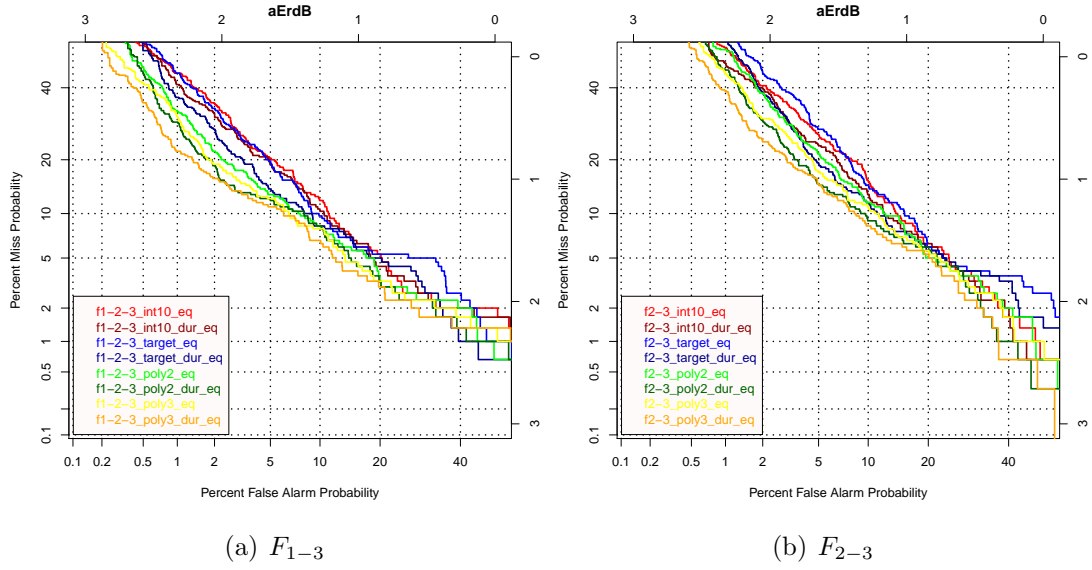 aErdB
3 2 1 0
Percent Miss Probability
40
20
10
5
2
1
0.5
0.1
0
1
2
3
f1−2−3_int10_eq
f1−2−3_int10_dur_eq
f1−2−3_target_eq
f1−2−3_target_dur_eq
f1−2−3_poly2_eq
f1−2−3_poly2_dur_eq
f1−2−3_poly3_eq
f1−2−3_poly3_dur_eq
0.1 0.2 0.5 1 2 5 10 20 40
Percent False Alarm Probability
(a) F1−3
aErdB
3 2 1 0
Percent Miss Probability
40
20
10
5
2
1
0.5
0.1
0
1
2
3
f2−3_int10_eq
f2−3_int10_dur_eq
f2−3_target_eq
f2−3_target_dur_eq
f2−3_poly2_eq
f2−3_poly2_dur_eq
f2−3_poly3_eq
f2−3_poly3_dur_eq
0.1 0.2 0.5 1 2 5 10 20 40
Percent False Alarm Probability
(b) F2−3